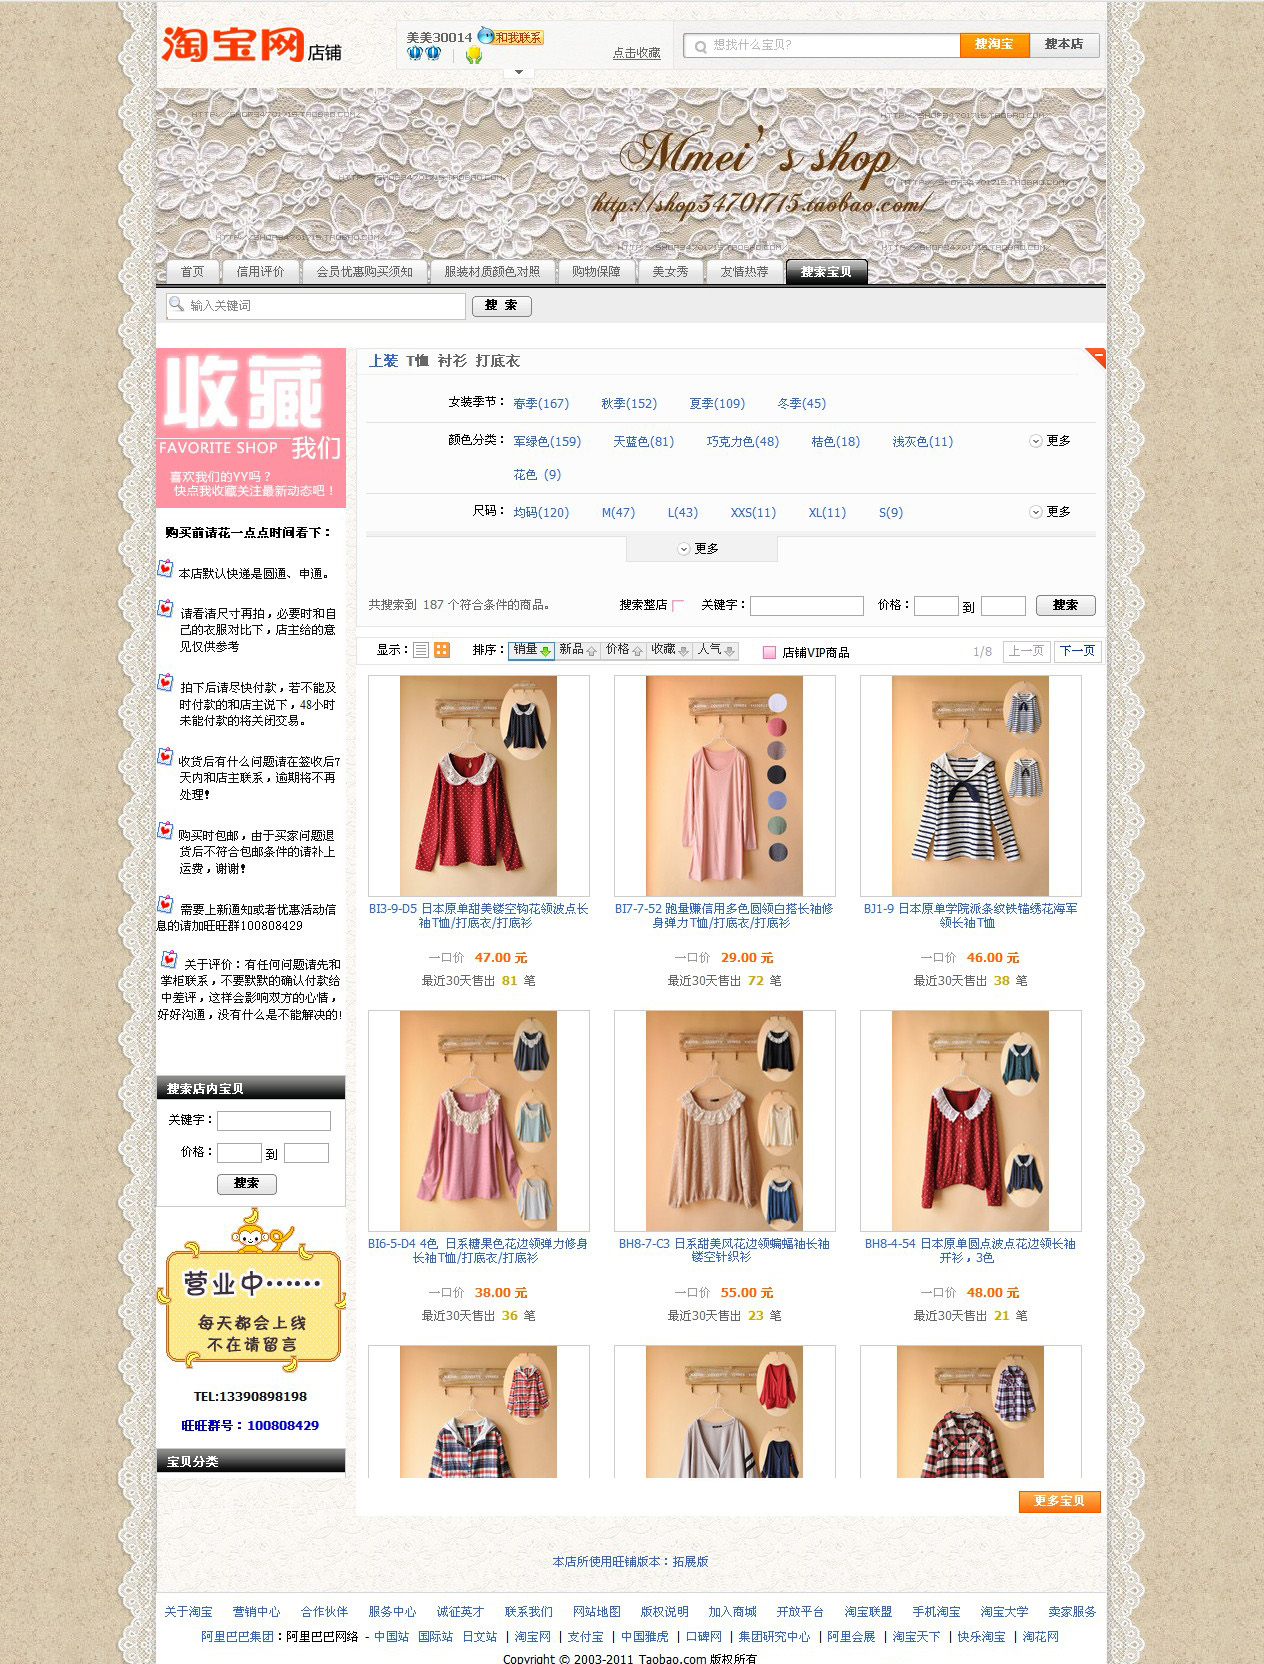 淘宝网店铺
美美30014 和我联系
点击收藏
想找什么宝贝? 搜淘宝 搜本店
Mmei's shop
http://shop34701715.taobao.com/
首页 信用评价 会员优惠购买须知 服装材质颜色对照 购物保障 美女秀 友情热荐 搜索宝贝
输入关键词 搜 索
收藏
FAVORITE SHOP 我们
喜欢我们的YY吗？
快点我收藏关注最新动态吧！
购买前请花一点点时间看下：
本店默认快递是圆通、申通。
请看清尺寸再拍，必要时和自
己的衣服对比下，店主给的意
见仅供参考
拍下后请尽快付款，若不能及
时付款的和店主说下，48小时
未能付款的将关闭交易。
收货后有什么问题请在签收后7
天内和店主联系，逾期将不再
处理！
购买时包邮，由于买家问题退
货后不符合包邮条件的请补上
运费，谢谢！
需要上新通知或者优惠活动信
息的请加旺旺群100808429
关于评价：有任何问题请先和
掌柜联系，不要默默的确认付款给
中差评，这样会影响双方的心情，
好好沟通，没有什么是不能解决的!
搜索店内宝贝
关键字：
价格： 到
搜索
营业中……
每天都会上线
不在请留言
TEL:13390898198
旺旺群号：100808429
宝贝分类
上装 T恤 衬衫 打底衣
女装季节： 春季(167) 秋季(152) 夏季(109) 冬季(45)
颜色分类： 军绿色(159) 天蓝色(81) 巧克力色(48) 桔色(18) 浅灰色(11) 更多
花色 (9)
尺码： 均码(120) M(47) L(43) XXS(11) XL(11) S(9) 更多
更多
共搜索到 187 个符合条件的商品。 搜索整店 关键字： 价格： 到 搜索
显示： 排序： 销量 新品 价格 收藏 人气 店铺VIP商品 1/8 上一页 下一页
BI3-9-D5 日本原单甜美镂空钩花领波点长
袖T恤/打底衣/打底衫
一口价 47.00 元
最近30天售出 81 笔
BI7-7-52 跑量赚信用多色圆领白搭长袖修
身弹力T恤/打底衣/打底衫
一口价 29.00 元
最近30天售出 72 笔
BJ1-9 日本原单学院派条纹铁锚绣花海军
领长袖T恤
一口价 46.00 元
最近30天售出 38 笔
BI6-5-D4 4色 日系糖果色花边领弹力修身
长袖T恤/打底衣/打底衫
一口价 38.00 元
最近30天售出 36 笔
BH8-7-C3 日系甜美风花边领蝙蝠袖长袖
镂空针织衫
一口价 55.00 元
最近30天售出 23 笔
BH8-4-54 日本原单圆点波点花边领长袖
开衫，3色
一口价 48.00 元
最近30天售出 21 笔
更多宝贝
本店所使用旺铺版本：拓展版
关于淘宝 营销中心 合作伙伴 服务中心 诚征英才 联系我们 网站地图 版权说明 加入商城 开放平台 淘宝联盟 手机淘宝 淘宝大学 卖家服务
阿里巴巴集团：阿里巴巴网络 - 中国站 国际站 日文站 | 淘宝网 | 支付宝 | 中国雅虎 | 口碑网 | 集团研究中心 | 阿里会展 | 淘宝天下 | 快乐淘宝 | 淘花网
Copyright © 2003-2011 Taobao.com 版权所有